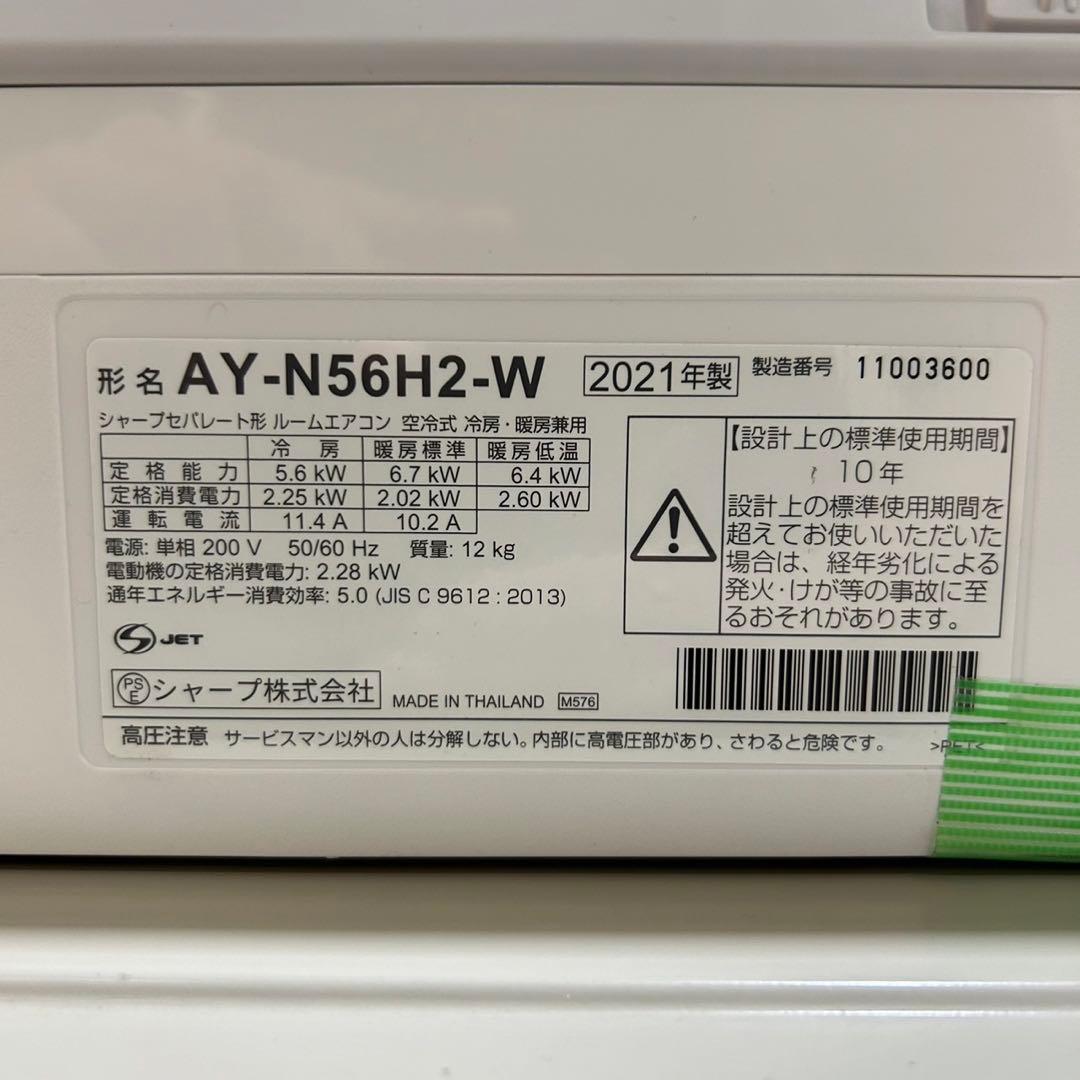 形名 AY-N56H2-W 2021年製 製造番号 11003600
シャープセパレート形 ルームエアコン 空冷式 冷房・暖房兼用
冷房 暖房標準 暖房低温
定格能力 5.6 kW 6.7 kW 6.4 kW
定格消費電力 2.25 kW 2.02 kW 2.60 kW
運転電流 11.4 A 10.2 A
電源: 単相 200 V 50/60 Hz 質量: 12 kg
電動機の定格消費電力: 2.28 kW
通年エネルギー消費効率: 5.0 (JIS C 9612 : 2013)
【設計上の標準使用期間】
10年
設計上の標準使用期間を
超えてお使いいただいた
場合は、経年劣化による
発火・けが等の事故に至
るおそれがあります。
S JET
PSE シャープ株式会社 MADE IN THAILAND M576
高圧注意 サービスマン以外の人は分解しない。内部に高電圧部があり、さわると危険です。 >PET<